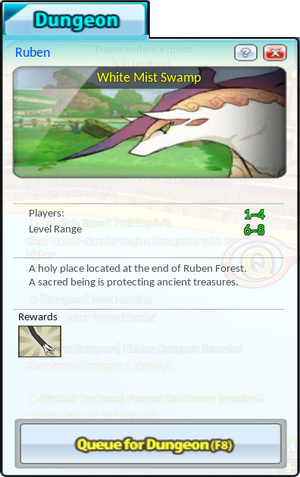 Dungeon
Ruben
?
White Mist Swamp
Players:
1~4
Level Range
6~8
A holy place located at the end of Ruben Forest.
A sacred being is protecting ancient treasures.
Rewards
Queue for Dungeon (F8)